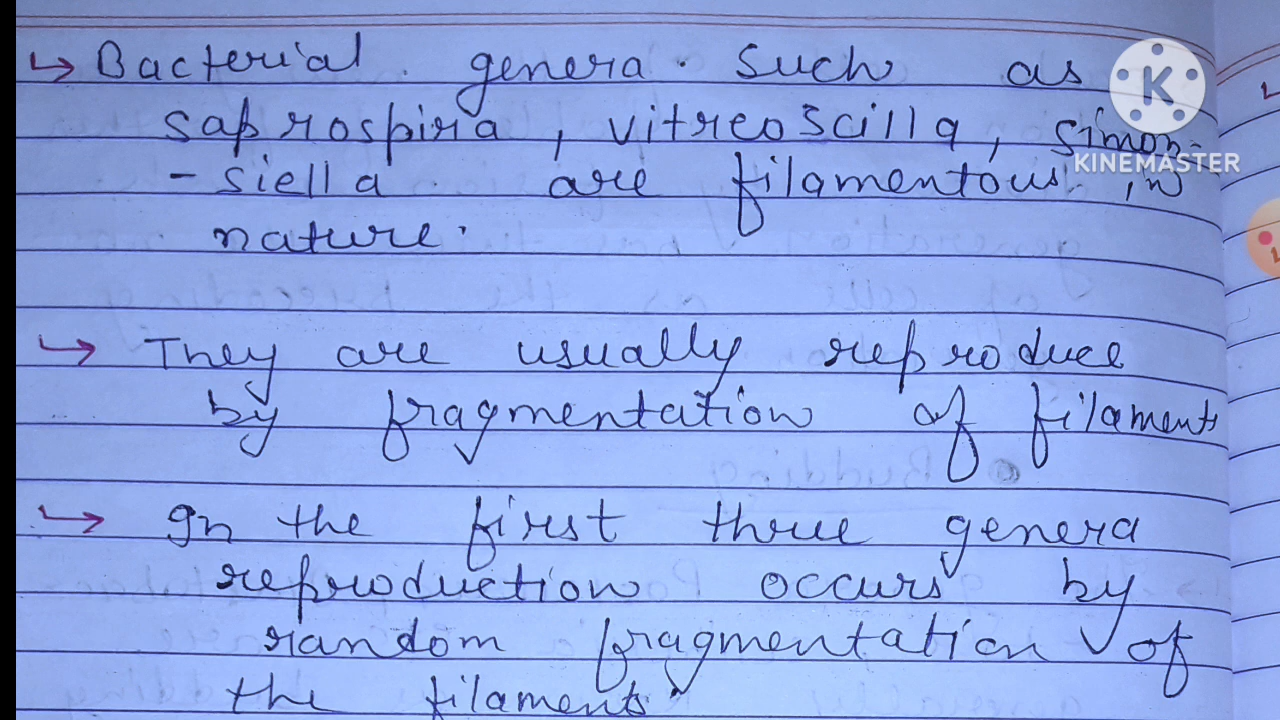 ↳ Bacterial genera. Such as
saprospira, vitreoscilla, simon-
- siella are filamentous in
nature.
↳ They are usually reproduce
by fragmentation of filaments
↳ In the first three genera
reproduction occurs by
random fragmentation of
the filaments.
K
KINEMASTER